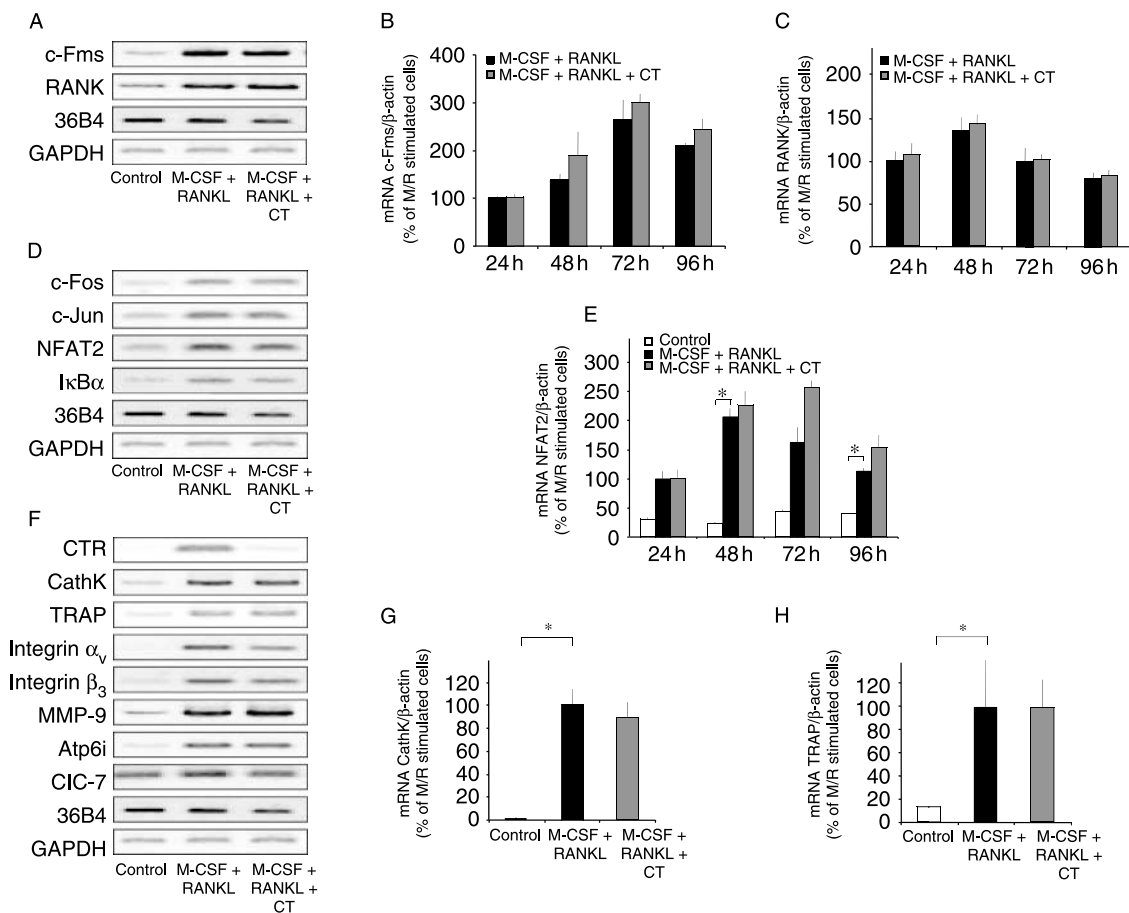 A
c-Fms
RANK
36B4
GAPDH
Control
M-CSF +
RANKL
M-CSF +
RANKL +
CT
B
M-CSF + RANKL
M-CSF + RANKL + CT
mRNA c-Fms/β-actin
(% of M/R stimulated cells)
400
300
200
100
0
24 h
48 h
72 h
96 h
C
M-CSF + RANKL
M-CSF + RANKL + CT
mRNA RANK/β-actin
(% of M/R stimulated cells)
200
150
100
50
0
24 h
48 h
72 h
96 h
D
c-Fos
c-Jun
NFAT2
IκBα
36B4
GAPDH
Control
M-CSF +
RANKL
M-CSF +
RANKL +
CT
E
Control
M-CSF + RANKL
M-CSF + RANKL + CT
mRNA NFAT2/β-actin
(% of M/R stimulated cells)
300
250
200
150
100
50
0
*
*
24 h
48 h
72 h
96 h
F
CTR
CathK
TRAP
Integrin αv
Integrin β3
MMP-9
Atp6i
CIC-7
36B4
GAPDH
Control
M-CSF +
RANKL
M-CSF +
RANKL +
CT
G
*
mRNA CathK/β-actin
(% of M/R stimulated cells)
120
100
80
60
40
20
0
Control
M-CSF +
RANKL
M-CSF +
RANKL +
CT
H
*
mRNA TRAP/β-actin
(% of M/R stimulated cells)
120
100
80
60
40
20
0
Control
M-CSF +
RANKL
M-CSF +
RANKL +
CT